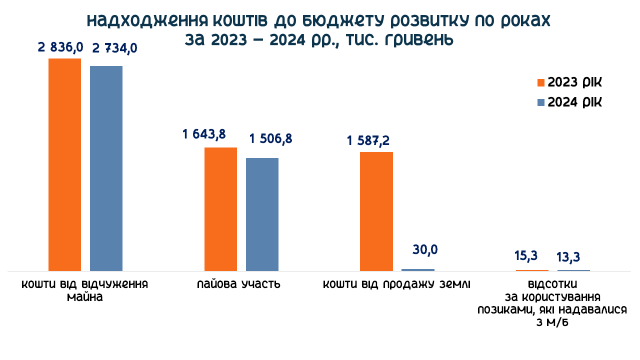 НАДХОДЖЕННЯ КОШТІВ ДО БЮДЖЕТУ РОЗВИТКУ ПО РОКАХ
ЗА 2023 – 2024 РР., ТИС. ГРИВЕНЬ
2 836,0
2 734,0
1 643,8
1 506,8
1 587,2
30,0
15,3
13,3
2023 РІК
2024 РІК
КОШТИ ВІД ВІДЧУЖЕННЯ
МАЙНА
ПАЙОВА УЧАСТЬ
КОШТИ ВІД ПРОДАЖУ ЗЕМЛІ
ВІДСОТКИ
ЗА КОРИСТУВАННЯ
ПОЗИКАМИ, ЯКІ НАДАВАЛИСЯ
З М/Б